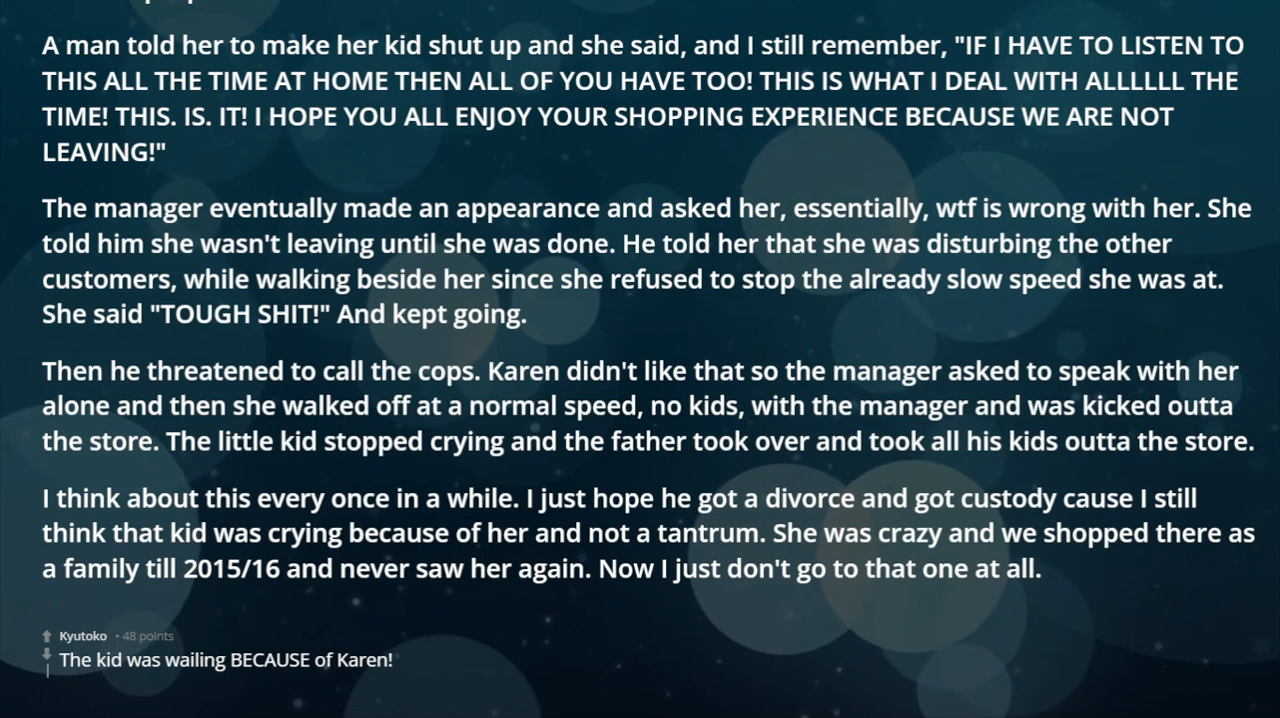 A man told her to make her kid shut up and she said, and I still remember, "IF I HAVE TO LISTEN TO
THIS ALL THE TIME AT HOME THEN ALL OF YOU HAVE TOO! THIS IS WHAT I DEAL WITH ALLLLLL THE
TIME! THIS. IS. IT! I HOPE YOU ALL ENJOY YOUR SHOPPING EXPERIENCE BECAUSE WE ARE NOT
LEAVING!"
The manager eventually made an appearance and asked her, essentially, wtf is wrong with her. She
told him she wasn't leaving until she was done. He told her that she was disturbing the other
customers, while walking beside her since she refused to stop the already slow speed she was at.
She said "TOUGH SHIT!" And kept going.
Then he threatened to call the cops. Karen didn't like that so the manager asked to speak with her
alone and then she walked off at a normal speed, no kids, with the manager and was kicked outta
the store. The little kid stopped crying and the father took over and took all his kids outta the store.
I think about this every once in a while. I just hope he got a divorce and got custody cause I still
think that kid was crying because of her and not a tantrum. She was crazy and we shopped there as
a family till 2015/16 and never saw her again. Now I just don't go to that one at all.
Kyutoko • 48 points
The kid was wailing BECAUSE of Karen!